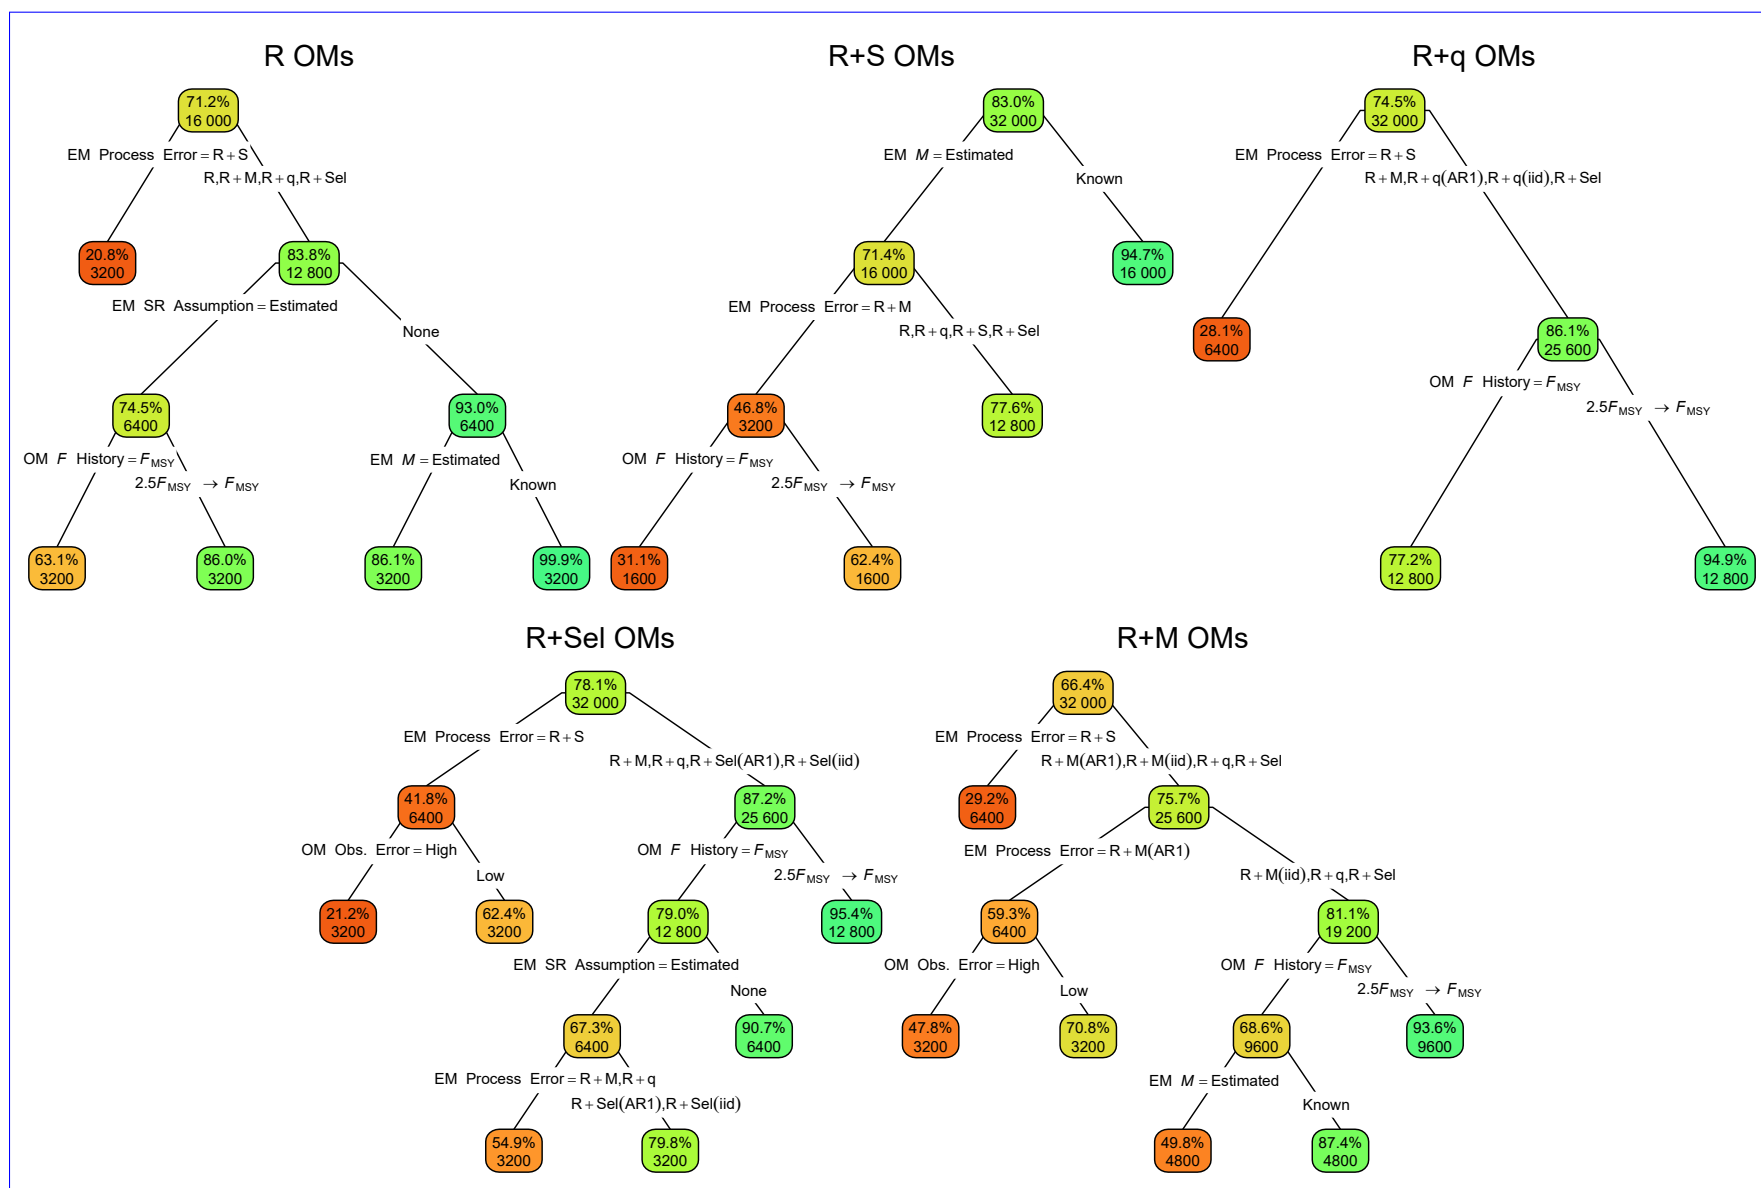 R OMs
71.2%
16 000
EM Process Error = R + S
R,R + M,R + q,R + Sel
20.8%
3200
83.8%
12 800
EM SR Assumption = Estimated
None
74.5%
6400
93.0%
6400
OM F History = FMSY
2.5FMSY → FMSY
EM M = Estimated
Known
63.1%
3200
86.0%
3200
86.1%
3200
99.9%
3200
R+S OMs
83.0%
32 000
EM M = Estimated
Known
71.4%
16 000
94.7%
16 000
EM Process Error = R + M
R,R + q,R + S,R + Sel
46.8%
3200
77.6%
12 800
OM F History = FMSY
2.5FMSY → FMSY
31.1%
1600
62.4%
1600
R+q OMs
74.5%
32 000
EM Process Error = R + S
R + M,R + q(AR1),R + q(iid),R + Sel
28.1%
6400
86.1%
25 600
OM F History = FMSY
2.5FMSY → FMSY
77.2%
12 800
94.9%
12 800
R+Sel OMs
78.1%
32 000
EM Process Error = R + S
R + M,R + q,R + Sel(AR1),R + Sel(iid)
41.8%
6400
87.2%
25 600
OM Obs. Error = High
Low
OM F History = FMSY
2.5FMSY → FMSY
21.2%
3200
62.4%
3200
79.0%
12 800
95.4%
12 800
EM SR Assumption = Estimated
None
67.3%
6400
90.7%
6400
EM Process Error = R + M,R + q
R + Sel(AR1),R + Sel(iid)
54.9%
3200
79.8%
3200
R+M OMs
66.4%
32 000
EM Process Error = R + S
R + M(AR1),R + M(iid),R + q,R + Sel
29.2%
6400
75.7%
25 600
EM Process Error = R + M(AR1)
R + M(iid),R + q,R + Sel
59.3%
6400
81.1%
19 200
OM Obs. Error = High
Low
OM F History = FMSY
2.5FMSY → FMSY
47.8%
3200
70.8%
3200
68.6%
9600
93.6%
9600
EM M = Estimated
Known
49.8%
4800
87.4%
4800